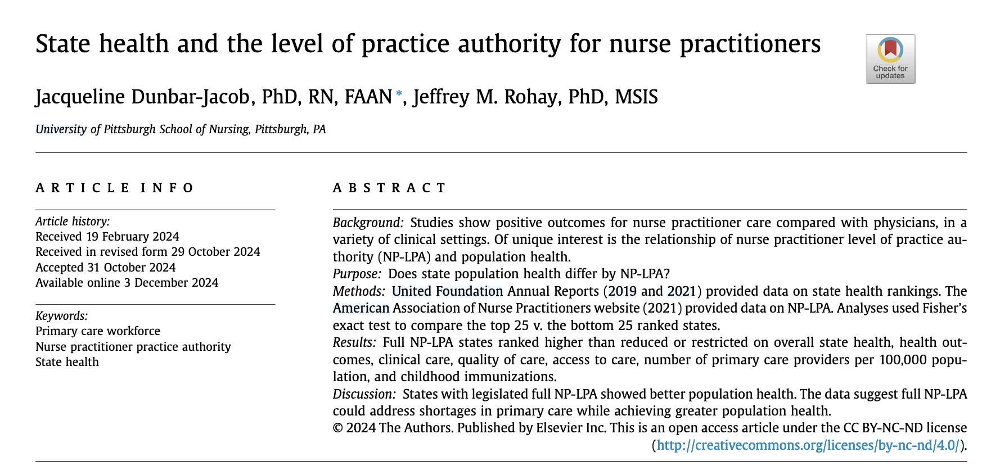 State health and the level of practice authority for nurse practitioners
Check for
updates
Jacqueline Dunbar-Jacob, PhD, RN, FAAN*, Jeffrey M. Rohay, PhD, MSIS
University of Pittsburgh School of Nursing, Pittsburgh, PA
ARTICLE INFO
Article history:
Received 19 February 2024
Received in revised form 29 October 2024
Accepted 31 October 2024
Available online 3 December 2024
Keywords:
Primary care workforce
Nurse practitioner practice authority
State health
ABSTRACT
Background: Studies show positive outcomes for nurse practitioner care compared with physicians, in a
variety of clinical settings. Of unique interest is the relationship of nurse practitioner level of practice au-
thority (NP-LPA) and population health.
Purpose: Does state population health differ by NP-LPA?
Methods: United Foundation Annual Reports (2019 and 2021) provided data on state health rankings. The
American Association of Nurse Practitioners website (2021) provided data on NP-LPA. Analyses used Fisher's
exact test to compare the top 25 v. the bottom 25 ranked states.
Results: Full NP-LPA states ranked higher than reduced or restricted on overall state health, health out-
comes, clinical care, quality of care, access to care, number of primary care providers per 100,000 popu-
lation, and childhood immunizations.
Discussion: States with legislated full NP-LPA showed better population health. The data suggest full NP-LPA
could address shortages in primary care while achieving greater population health.
© 2024 The Authors. Published by Elsevier Inc. This is an open access article under the CC BY-NC-ND license
(http://creativecommons.org/licenses/by-nc-nd/4.0/).